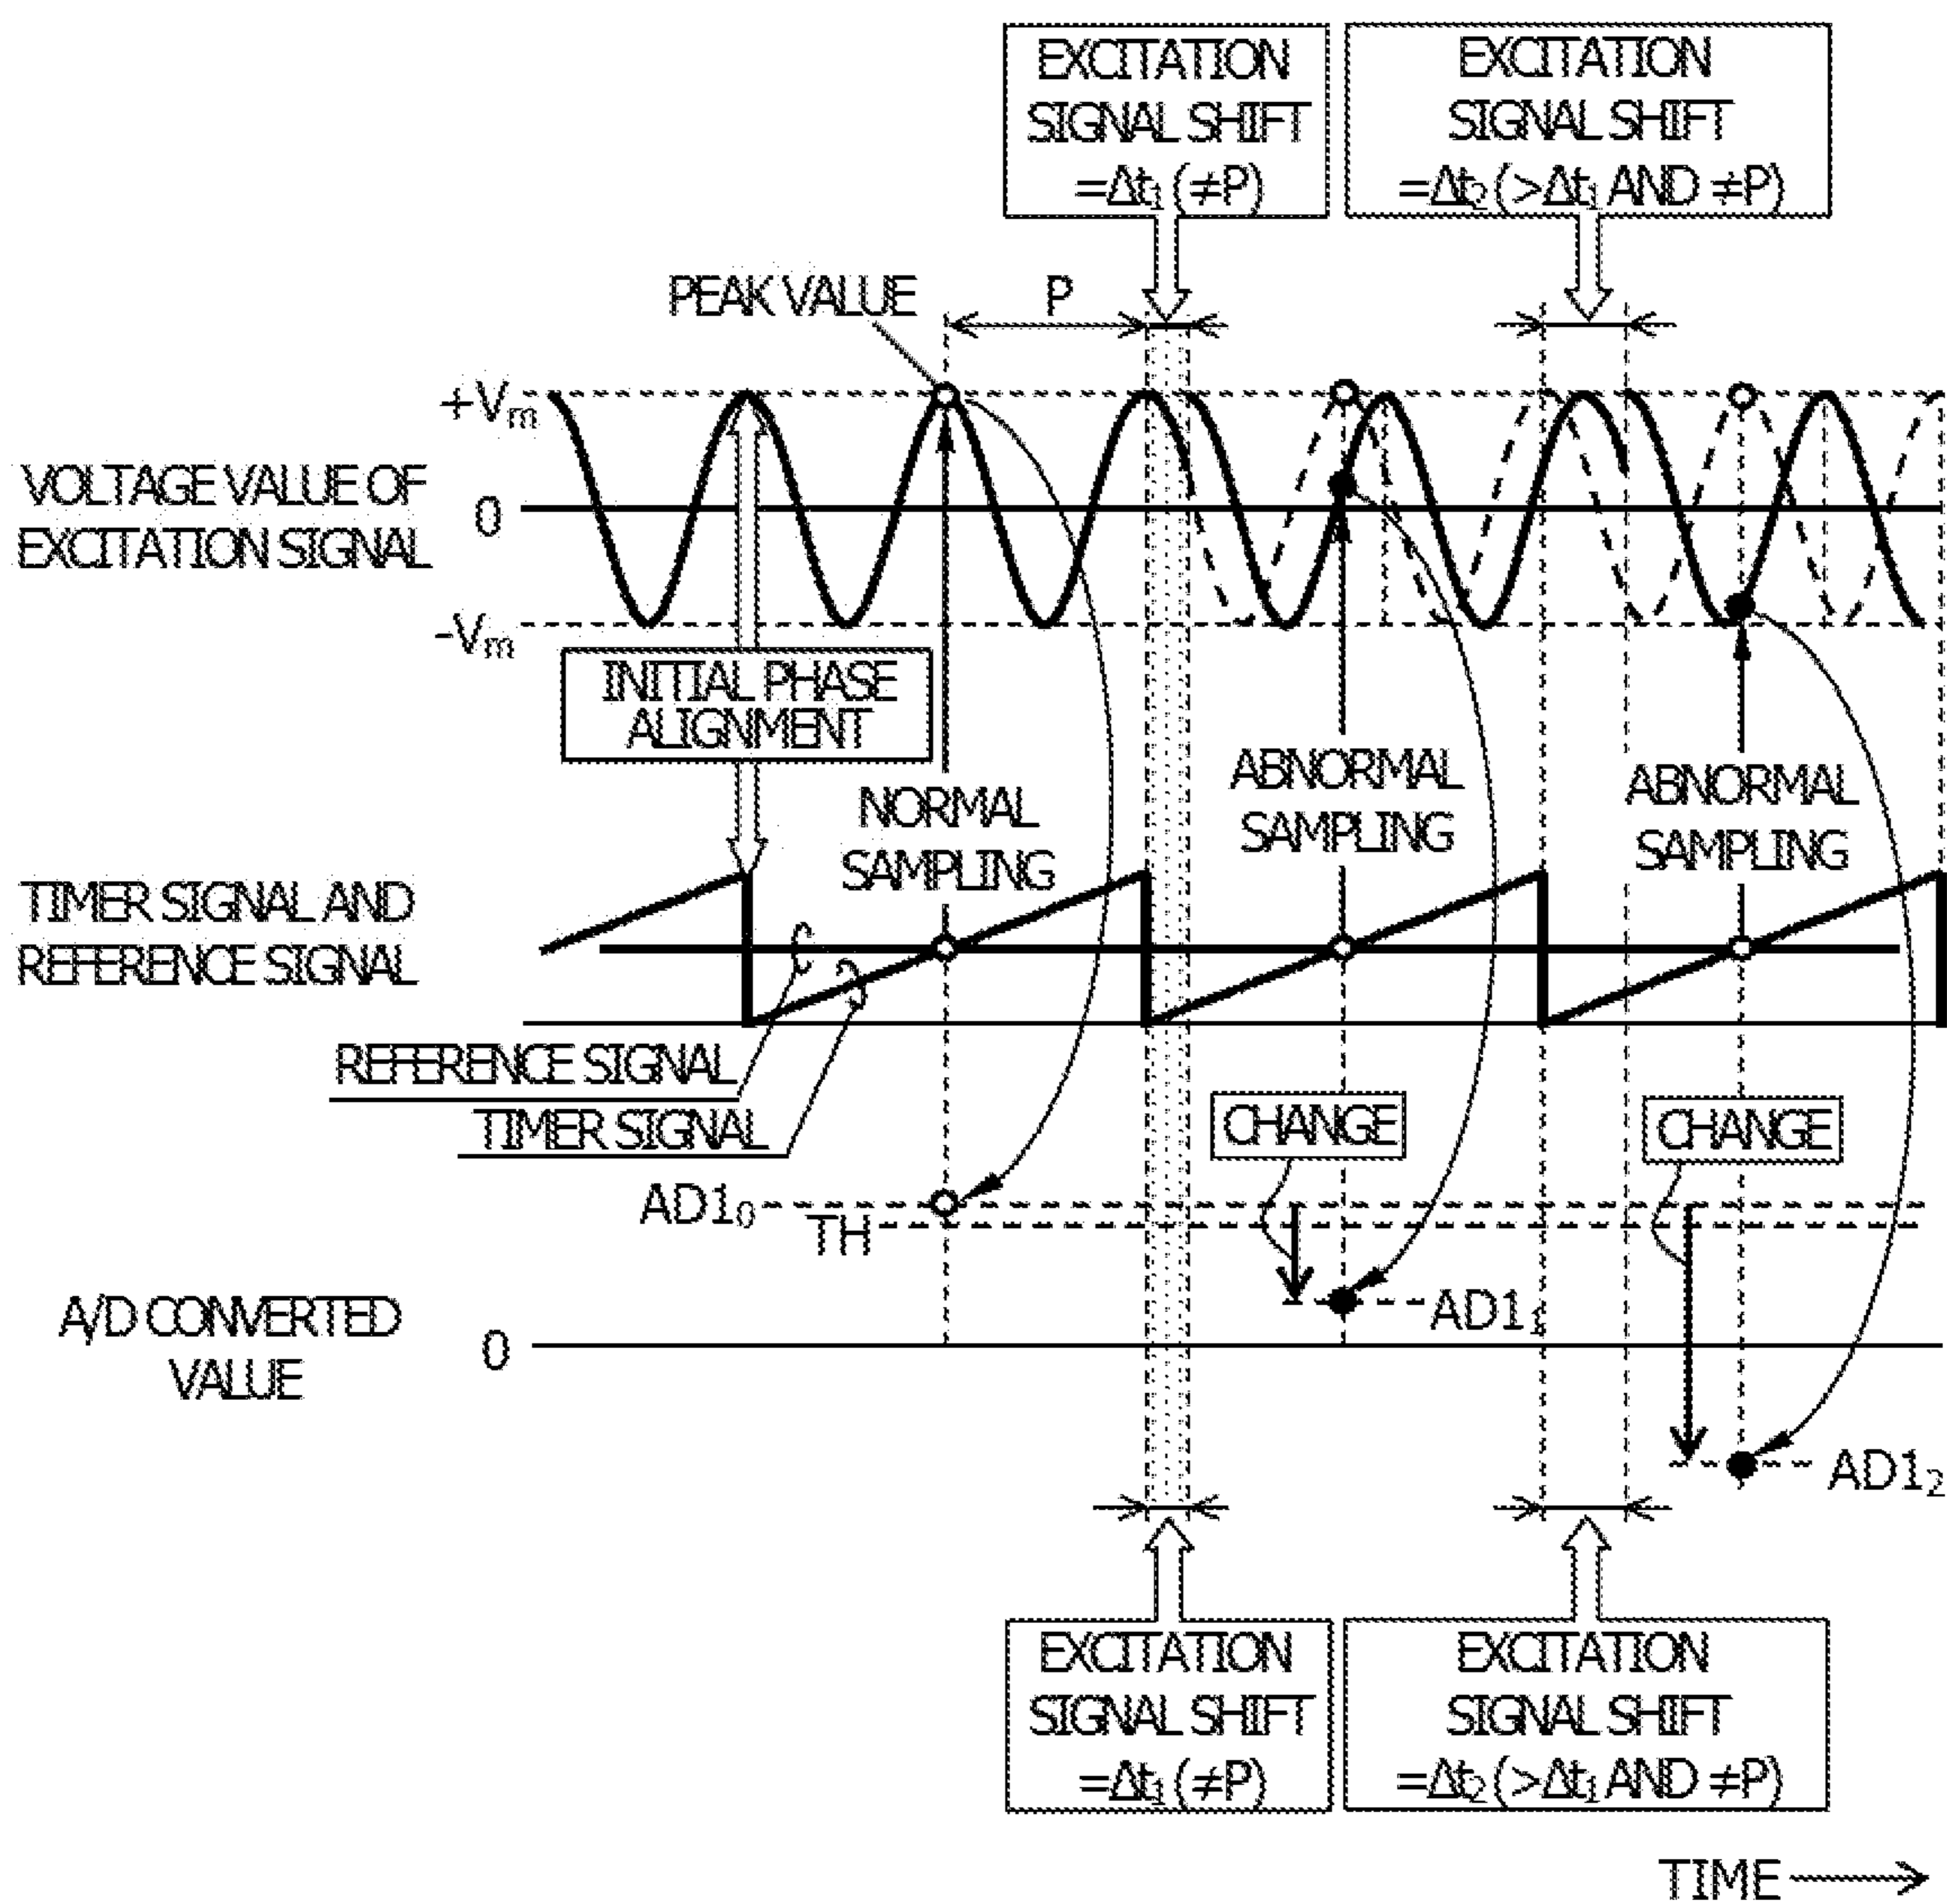 EXCITATION
SIGNAL SHIFT
=Δt₁ (≠P)
EXCITATION
SIGNAL SHIFT
=Δt₂ (>Δt₁ AND ≠P)
PEAK VALUE
P
+Vₘ
VOLTAGE VALUE OF
EXCITATION SIGNAL
0
-Vₘ
INITIAL PHASE
ALIGNMENT
NORMAL
SAMPLING
ABNORMAL
SAMPLING
ABNORMAL
SAMPLING
TIMER SIGNAL AND
REFERENCE SIGNAL
REFERENCE SIGNAL
TIMER SIGNAL
CHANGE
CHANGE
AD1₀
TH
AD1₁
A/D CONVERTED
VALUE
0
AD1₂
EXCITATION
SIGNAL SHIFT
=Δt₁ (≠P)
EXCITATION
SIGNAL SHIFT
=Δt₂ (>Δt₁ AND ≠P)
TIME